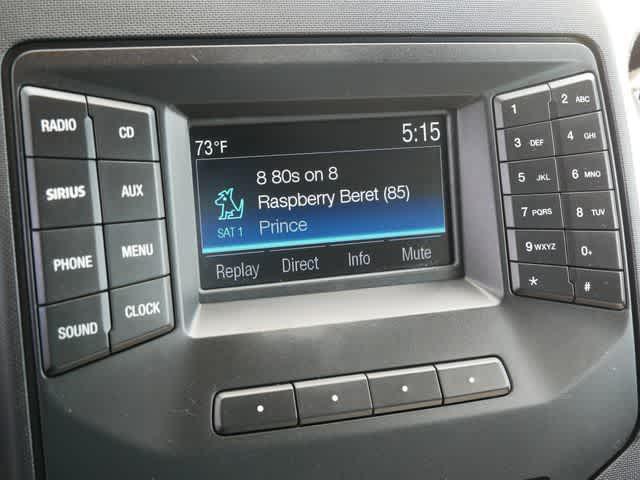 RADIO
CD
SIRIUS
AUX
PHONE
MENU
SOUND
CLOCK
73°F
5:15
8 80s on 8
Raspberry Beret (85)
SAT 1
Prince
Replay Direct Info Mute
1
2 ABC
3 DEF
4 GHI
5 JKL
6 MNO
7 PQRS
8 TUV
9 WXYZ
0+
*
#